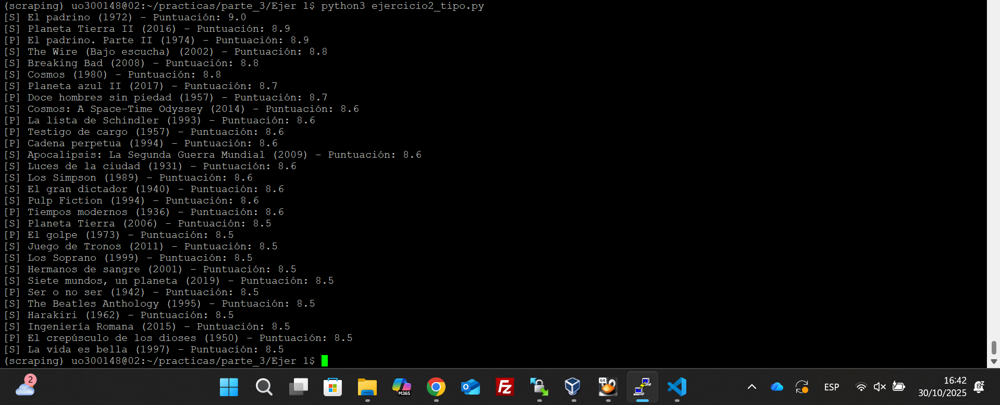 (scraping) uo300148@02:~/practicas/parte_3/Ejer 1$ python3 ejercicio2_tipo.py
[S] El padrino (1972) - Puntuación: 9.0
[S] Planeta Tierra II (2016) - Puntuación: 8.9
[P] El padrino. Parte II (1974) - Puntuación: 8.9
[S] The Wire (Bajo escucha) (2002) - Puntuación: 8.8
[S] Breaking Bad (2008) - Puntuación: 8.8
[S] Cosmos (1980) - Puntuación: 8.8
[S] Planeta azul II (2017) - Puntuación: 8.7
[P] Doce hombres sin piedad (1957) - Puntuación: 8.7
[S] Cosmos: A Space-Time Odyssey (2014) - Puntuación: 8.6
[P] La lista de Schindler (1993) - Puntuación: 8.6
[P] Testigo de cargo (1957) - Puntuación: 8.6
[P] Cadena perpetua (1994) - Puntuación: 8.6
[S] Apocalipsis: La Segunda Guerra Mundial (2009) - Puntuación: 8.6
[S] Luces de la ciudad (1931) - Puntuación: 8.6
[S] Los Simpson (1989) - Puntuación: 8.6
[S] El gran dictador (1940) - Puntuación: 8.6
[S] Pulp Fiction (1994) - Puntuación: 8.6
[P] Tiempos modernos (1936) - Puntuación: 8.6
[S] Planeta Tierra (2006) - Puntuación: 8.5
[P] El golpe (1973) - Puntuación: 8.5
[S] Juego de Tronos (2011) - Puntuación: 8.5
[S] Los Soprano (1999) - Puntuación: 8.5
[S] Hermanos de sangre (2001) - Puntuación: 8.5
[S] Siete mundos, un planeta (2019) - Puntuación: 8.5
[P] Ser o no ser (1942) - Puntuación: 8.5
[S] The Beatles Anthology (1995) - Puntuación: 8.5
[S] Harakiri (1962) - Puntuación: 8.5
[S] Ingeniería Romana (2015) - Puntuación: 8.5
[P] El crepúsculo de los dioses (1950) - Puntuación: 8.5
[S] La vida es bella (1997) - Puntuación: 8.5
(scraping) uo300148@02:~/practicas/parte_3/Ejer 1$
2
M365
Fz
64
ESP
16:42
30/10/2025